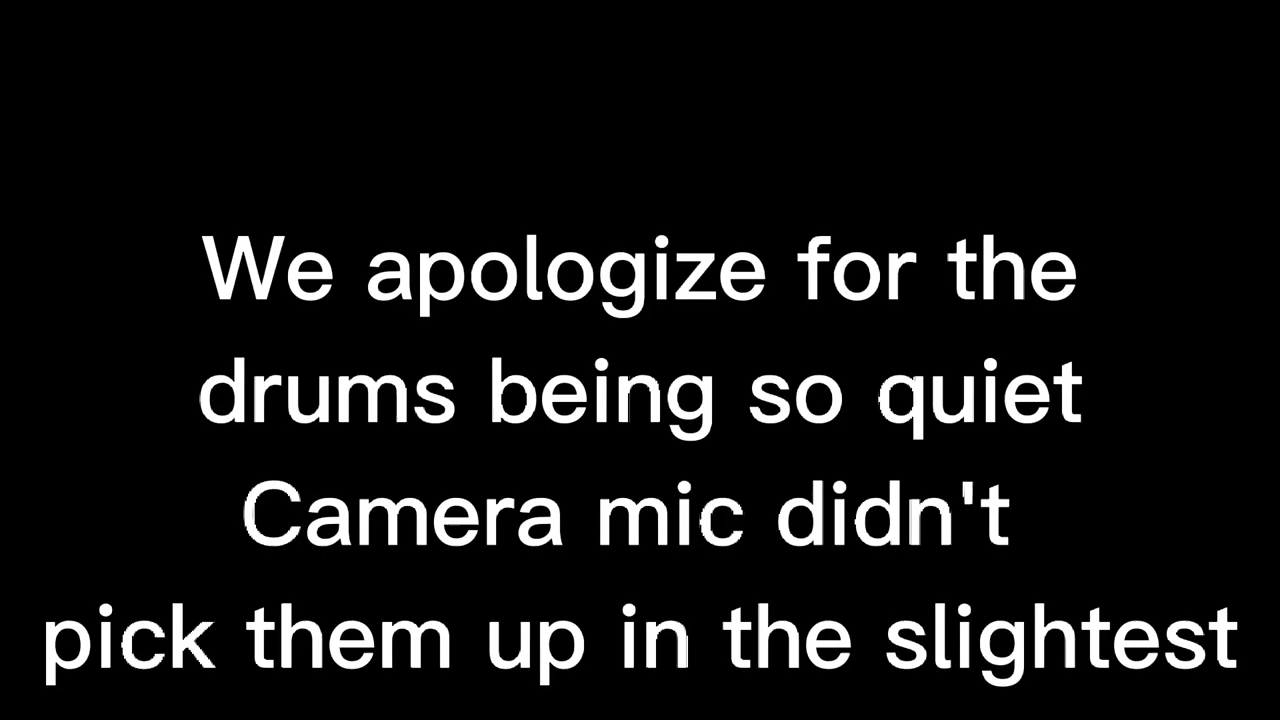 We apologize for the
drums being so quiet
Camera mic didn't
pick them up in the slightest